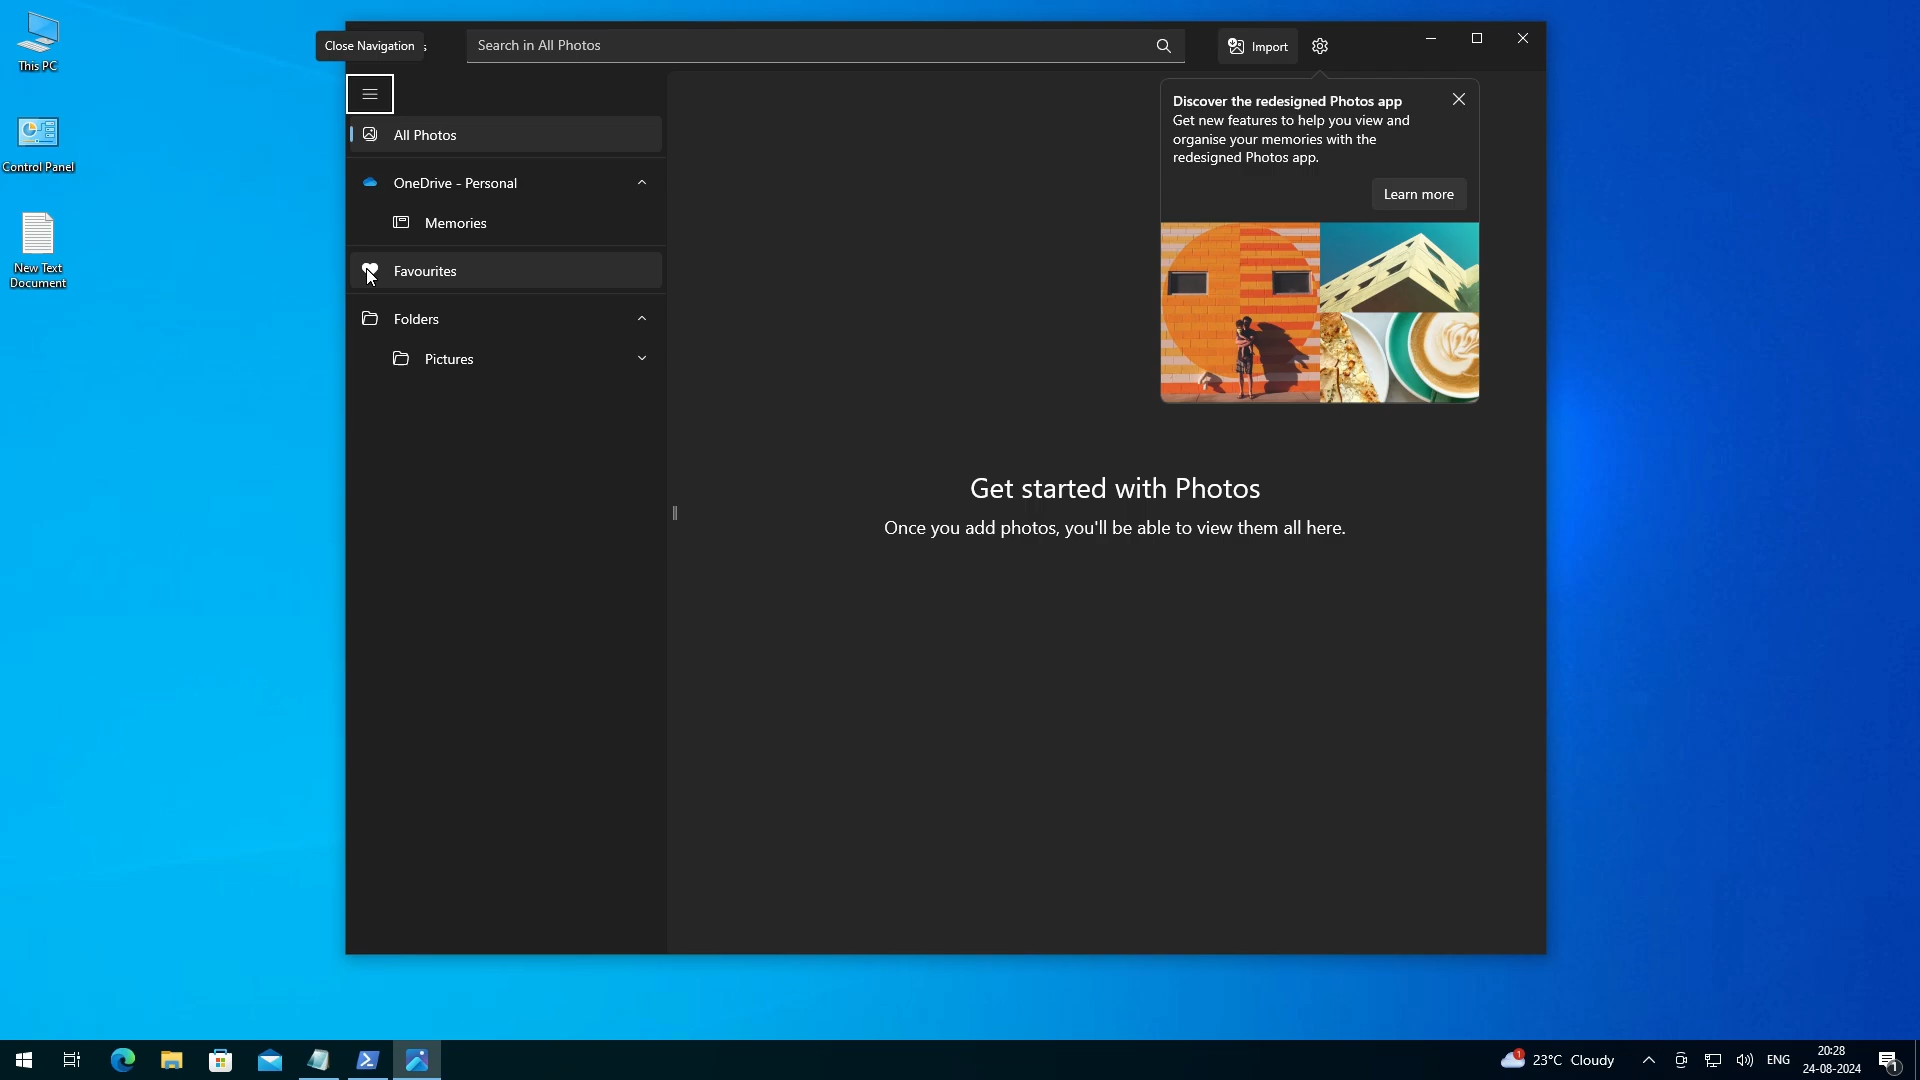 This PC
Control Panel
New Text
Document
Close Navigation
s
Search in All Photos
Import
All Photos
OneDrive - Personal
Memories
Favourites
Folders
Pictures
Discover the redesigned Photos app
Get new features to help you view and
organise your memories with the
redesigned Photos app.
Learn more
Get started with Photos
Once you add photos, you'll be able to view them all here.
1
23°C Cloudy
ENG
20:28
24-08-2024
1